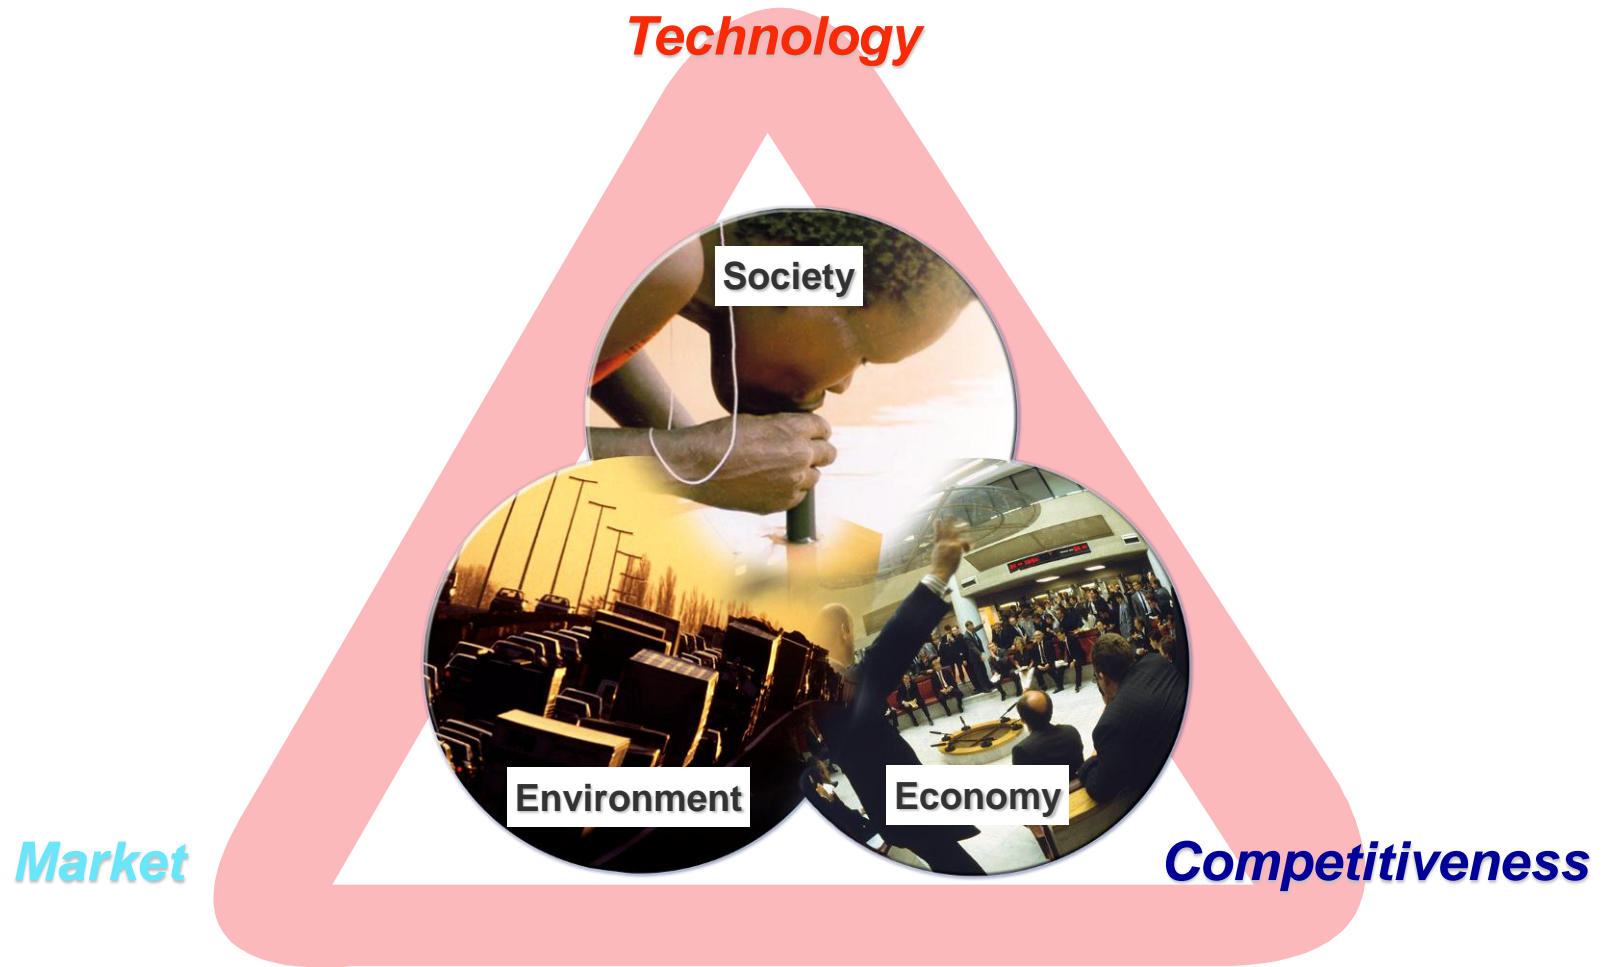 Technology
Society
Environment
Economy
Market
Competitiveness